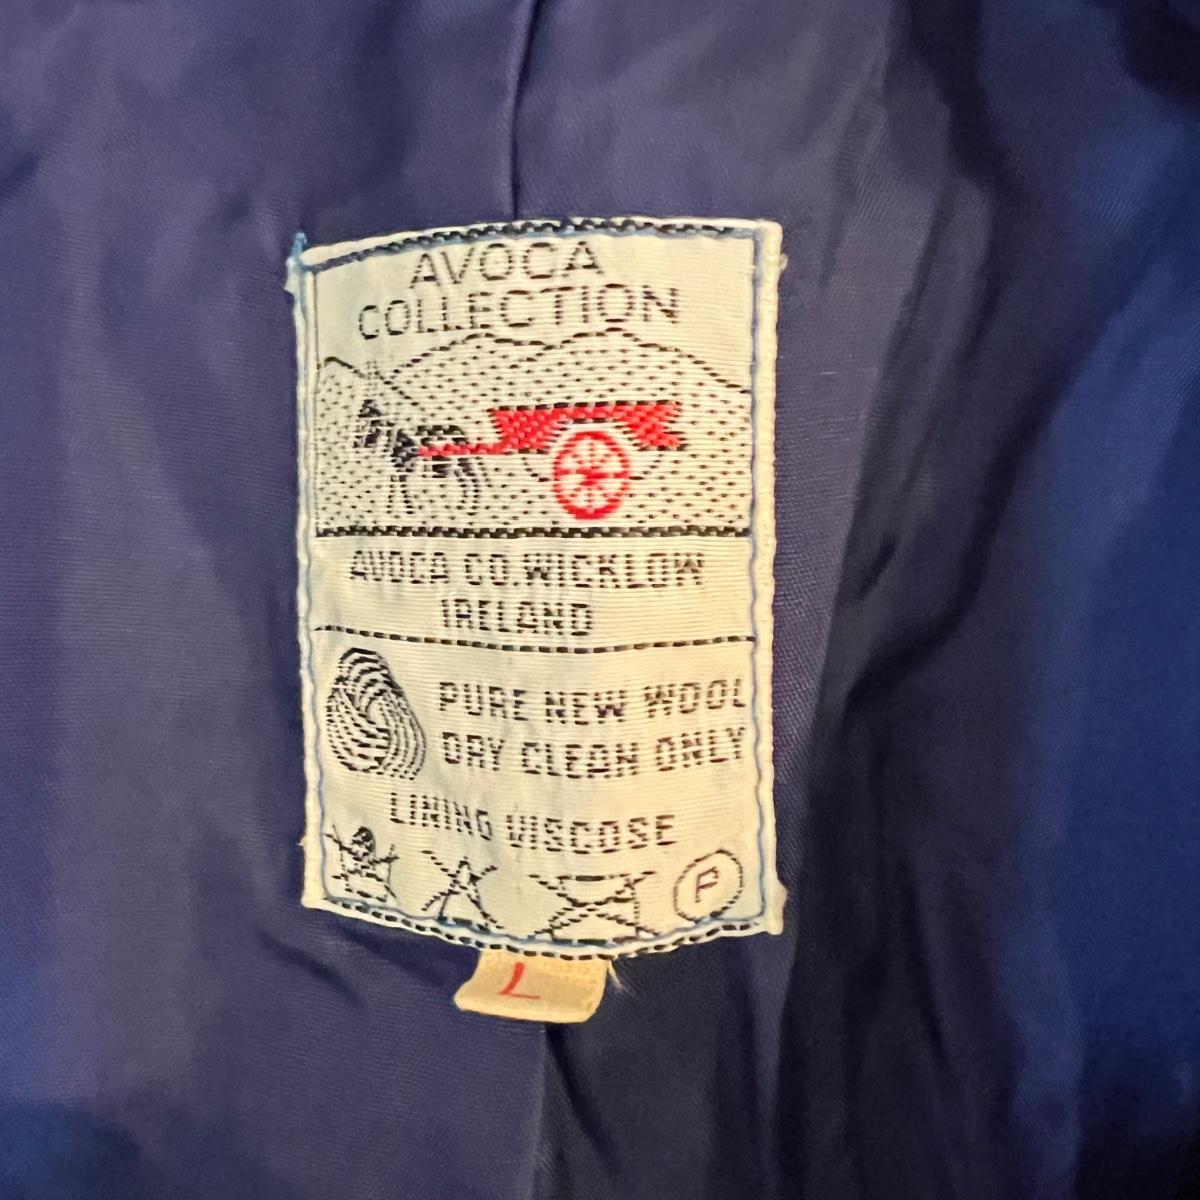 AVOCA
COLLECTION
AVOCA CO.WICKLOW
IRELAND
PURE NEW WOOL
DRY CLEAN ONLY
LINING VISCOSE
P
L